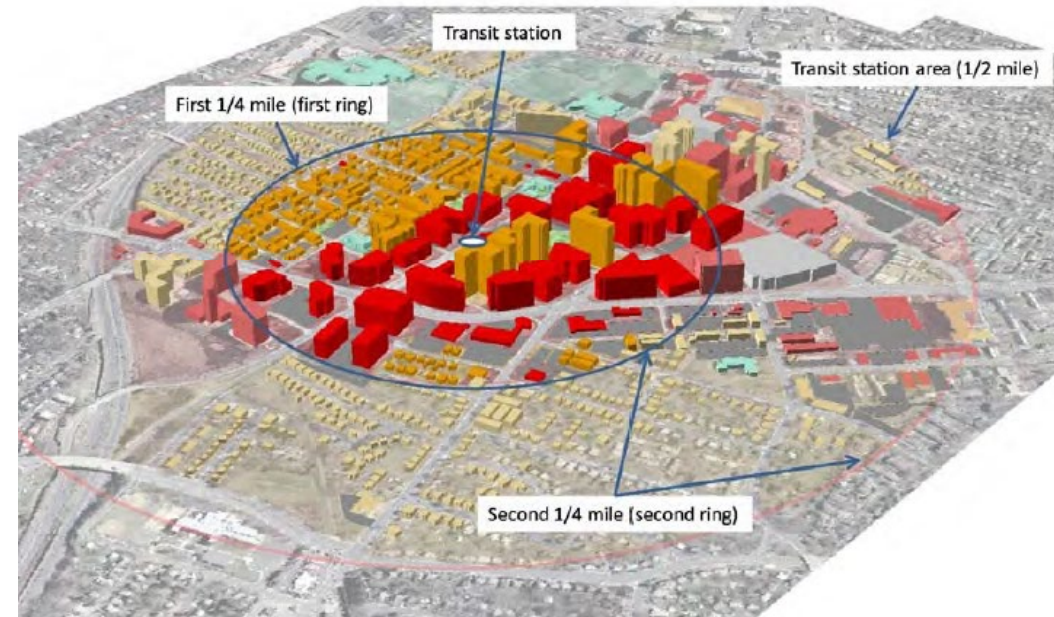 Transit station
Transit station area (1/2 mile)
First 1/4 mile (first ring)
Second 1/4 mile (second ring)